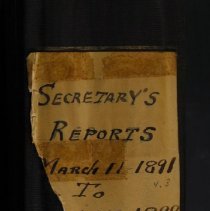 SECRETARY'S
REPORTS
March 11 1891
v.3
To